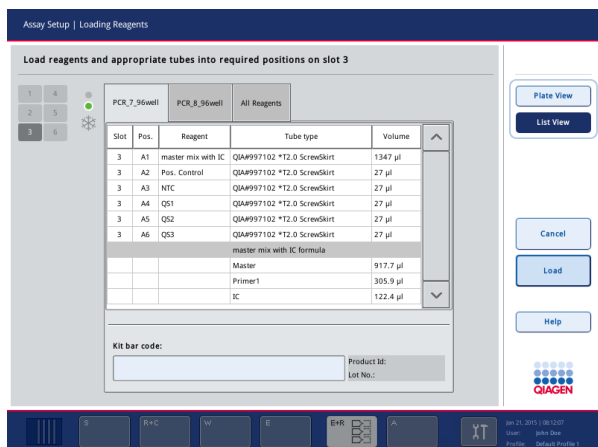 Assay Setup | Loading Reagents
Load reagents and appropriate tubes into required positions on slot 3
1 4
2 5
3 6
PCR_7_96well PCR_8_96well All Reagents
Slot Pos. Reagent Tube type Volume
3 A1 master mix with IC QIA#997102 *T2.0 ScrewSkirt 1347 µl
3 A2 Pos. Control QIA#997102 *T2.0 ScrewSkirt 27 µl
3 A3 NTC QIA#997102 *T2.0 ScrewSkirt 27 µl
3 A4 QS1 QIA#997102 *T2.0 ScrewSkirt 27 µl
3 A5 QS2 QIA#997102 *T2.0 ScrewSkirt 27 µl
3 A6 QS3 QIA#997102 *T2.0 ScrewSkirt 27 µl
master mix with IC formula
Master 917.7 µl
Primer1 305.9 µl
IC 122.4 µl
Kit bar code:
Product Id:
Lot No.:
Plate View
List View
Cancel
Load
Help
QIAGEN
S R+C W E E+R A
Jan 21, 2015 | 08:12:07
User: John Doe
Profile: Default Profile 1